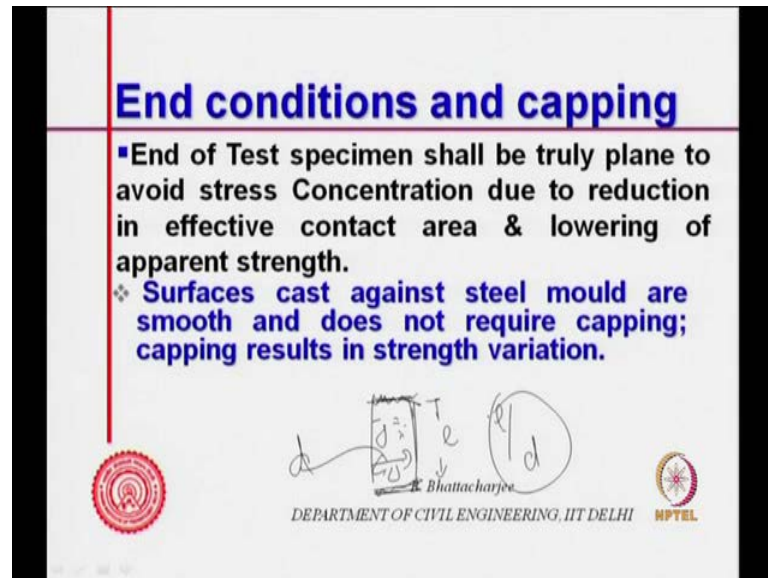 End conditions and capping
▪End of Test specimen shall be truly plane to
avoid stress Concentration due to reduction
in effective contact area & lowering of
apparent strength.
❖ Surfaces cast against steel mould are
smooth and does not require capping;
capping results in strength variation.
d l l/d
B Bhattacharjee
DEPARTMENT OF CIVIL ENGINEERING, IIT DELHI
NPTEL